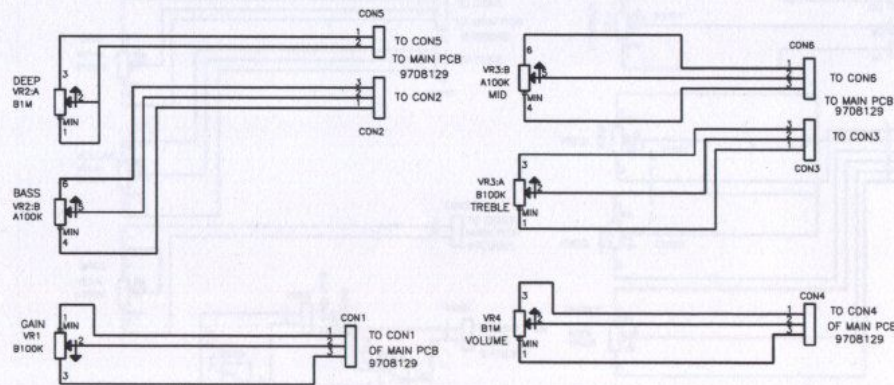 CON5
1
2
TO CON5
TO MAIN PCB
9708129
3
DEEP
VR2:A
B1M
2
MIN
1
3
2
1
TO CON2
CON2
6
BASS
VR2:B
A100K
5
MIN
4
1
MIN
GAIN
VR1
B100K
2
3
CON1
1
2
3
TO CON1
OF MAIN PCB
9708129
6
VR3:B
A100K
MID
5
MIN
4
CON6
1
2
3
TO CON6
TO MAIN PCB
9708129
3
2
1
TO CON3
CON3
3
VR3:A
B100K
TREBLE
2
MIN
1
3
VR4
B1M
VOLUME
2
MIN
1
CON4
1
2
3
TO CON4
OF MAIN PCB
9708129